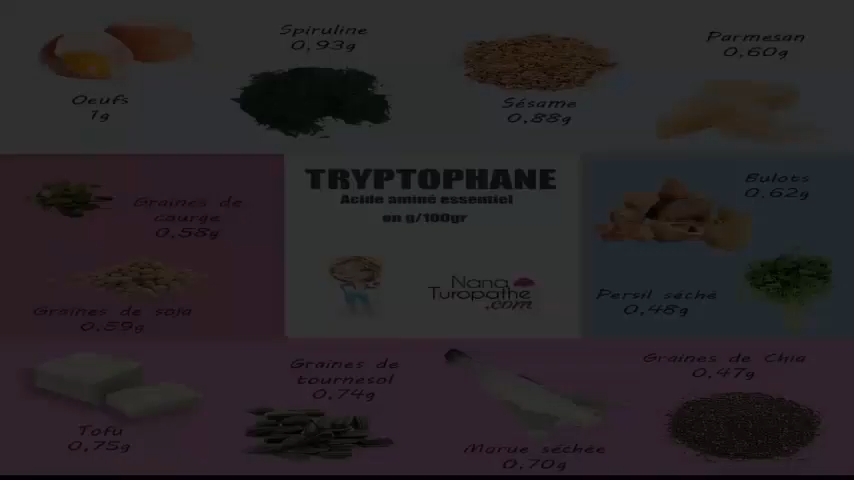 Oeufs
1g
Spiruline
0,93g
Sésame
0,88g
Parmesan
0,60g
Graines de
courge
0,58g
Graines de soja
0,59g
TRYPTOPHANE
Acide aminé essentiel
en g/100gr
Nana
Turopathe
.com
Bulots
0,62g
Persil séché
0,48g
Tofu
0,75g
Graines de
tournesol
0,74g
Morue séchée
0,70g
Graines de Chia
0,47g